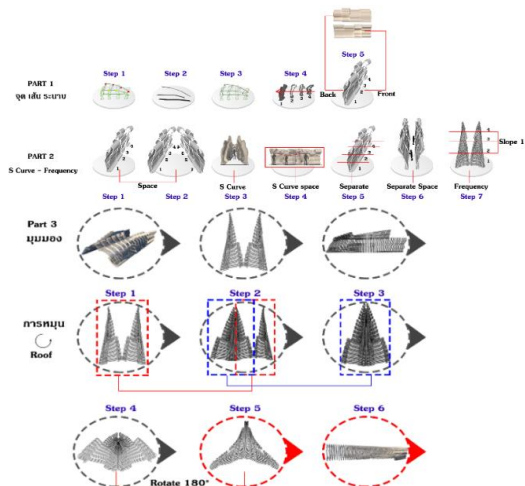 Step 5
PART 1
จุด เส้น ระนาบ
Step 1
Step 2
Step 3
Step 4
Back
Front
1
2
3
4
PART 2
S Curve - Frequency
Space
S Curve
S Curve space
Separate
Separate Space
Frequency
Slope 1
Step 1
Step 2
Step 3
Step 4
Step 5
Step 6
Step 7
Part 3
มุมมอง
Step 1
Step 2
Step 3
การหมุน
Roof
Step 4
Step 5
Step 6
Rotate 180°